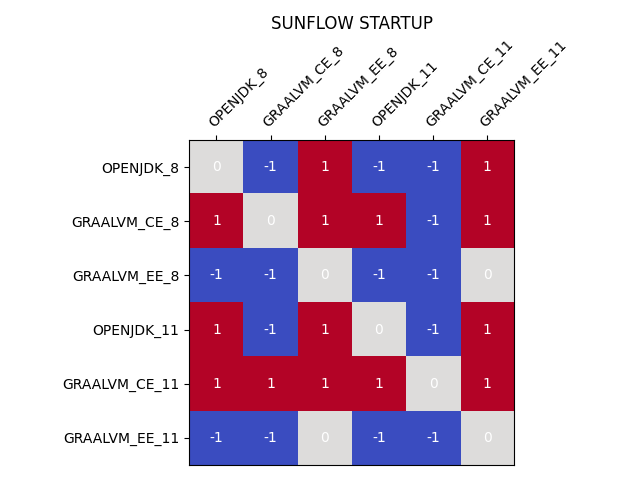 SUNFLOW STARTUP
OPENJDK_8 GRAALVM_CE_8 GRAALVM_EE_8 OPENJDK_11 GRAALVM_CE_11 GRAALVM_EE_11
OPENJDK_8 0 -1 1 -1 -1 1
GRAALVM_CE_8 1 0 1 1 -1 1
GRAALVM_EE_8 -1 -1 0 -1 -1 0
OPENJDK_11 1 -1 1 0 -1 1
GRAALVM_CE_11 1 1 1 1 0 1
GRAALVM_EE_11 -1 -1 0 -1 -1 0